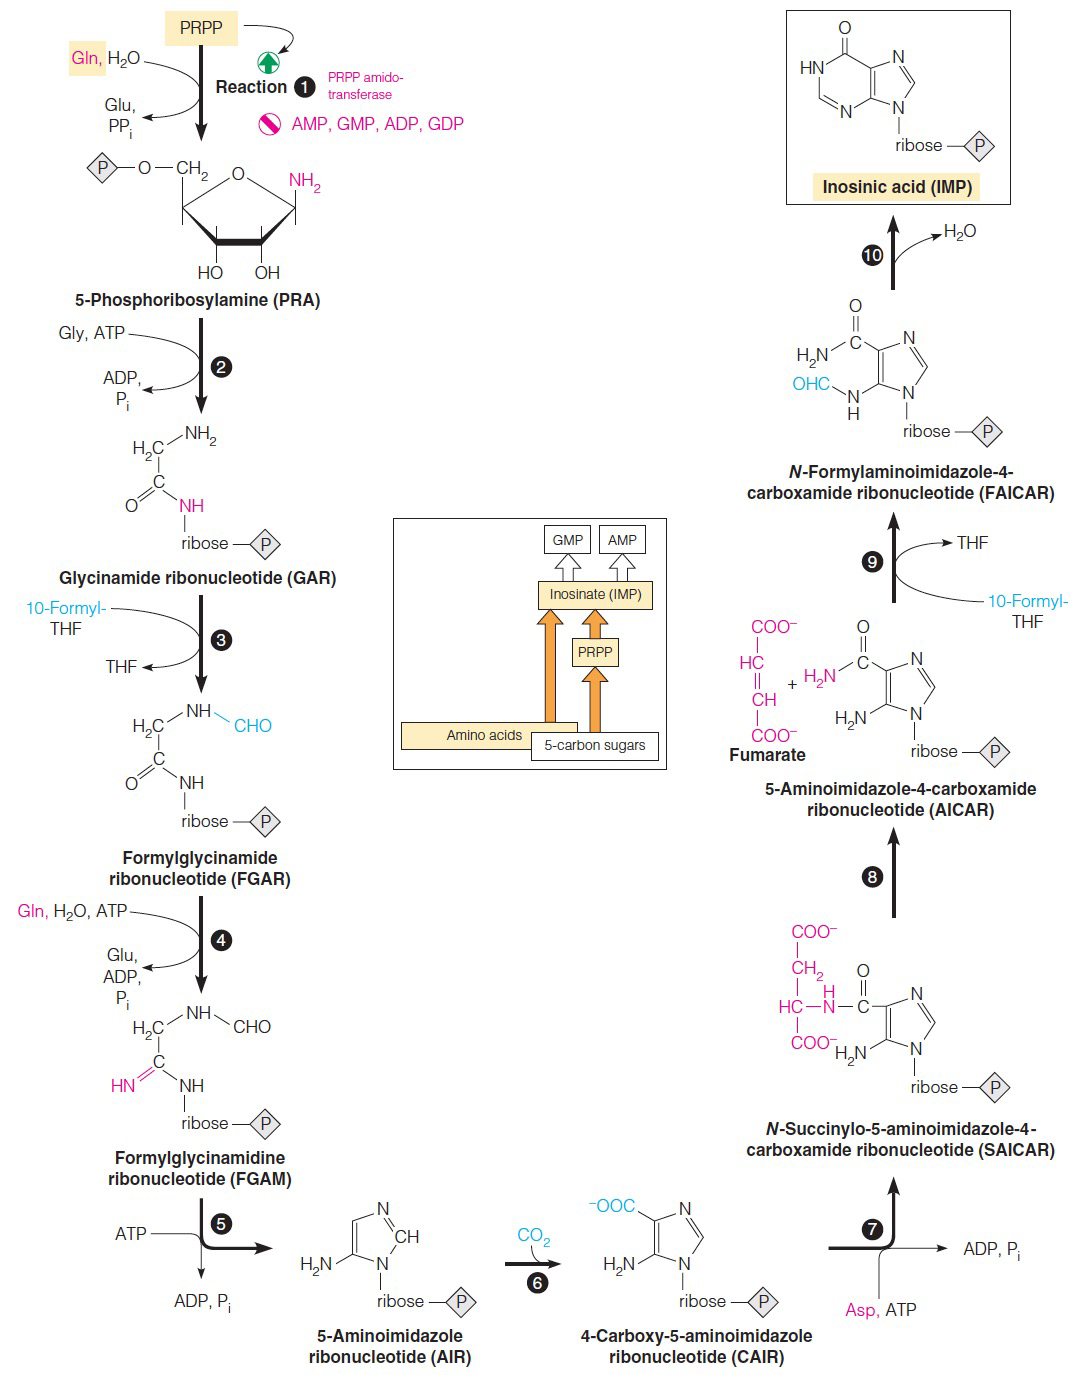 PRPP
Gln, H₂O
Glu,
PPᵢ
Reaction 1
PRPP amido-
transferase
AMP, GMP, ADP, GDP
P O CH₂ O NH₂
HO OH
5-Phosphoribosylamine (PRA)
Gly, ATP
2
ADP,
Pᵢ
NH₂
H₂C
C
O NH
ribose P
Glycinamide ribonucleotide (GAR)
10-Formyl-
THF
3
THF
NH CHO
H₂C
C
O NH
ribose P
Formylglycinamide
ribonucleotide (FGAR)
Gln, H₂O, ATP
4
Glu,
ADP,
Pᵢ
NH CHO
H₂C
C
HN NH
ribose P
Formylglycinamidine
ribonucleotide (FGAM)
ATP
5
ADP, Pᵢ
N
CH
H₂N N
ribose P
5-Aminoimidazole
ribonucleotide (AIR)
CO₂
6
⁻OOC N
H₂N N
ribose P
4-Carboxy-5-aminoimidazole
ribonucleotide (CAIR)
7
ADP, Pᵢ
Asp, ATP
COO⁻
CH₂ O
H
HC N C N
COO⁻ H₂N N
ribose P
N-Succinylo-5-aminoimidazole-4-
carboxamide ribonucleotide (SAICAR)
8
COO⁻ O
HC C N
+ H₂N
CH
H₂N N
COO⁻
Fumarate
ribose P
5-Aminoimidazole-4-carboxamide
ribonucleotide (AICAR)
9
THF
10-Formyl-
THF
O
C N
H₂N
OHC N N
H
ribose P
N-Formylaminoimidazole-4-
carboxamide ribonucleotide (FAICAR)
10
H₂O
O
HN N
N N
ribose P
Inosinic acid (IMP)
GMP AMP
Inosinate (IMP)
PRPP
Amino acids
5-carbon sugars